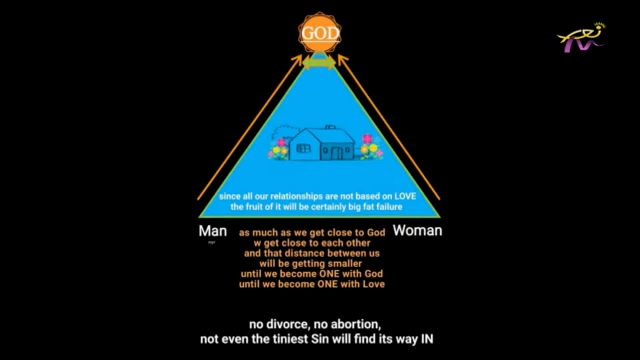 GOD
نعم
since all our relationships are not based on LOVE
the fruit of it will be certainly big fat failure
Man
Woman
as much as we get close to God
w get close to each other
and that distance between us
will be getting smaller
until we become ONE with God
until we become ONE with Love
no divorce, no abortion,
not even the tiniest Sin will find its way IN